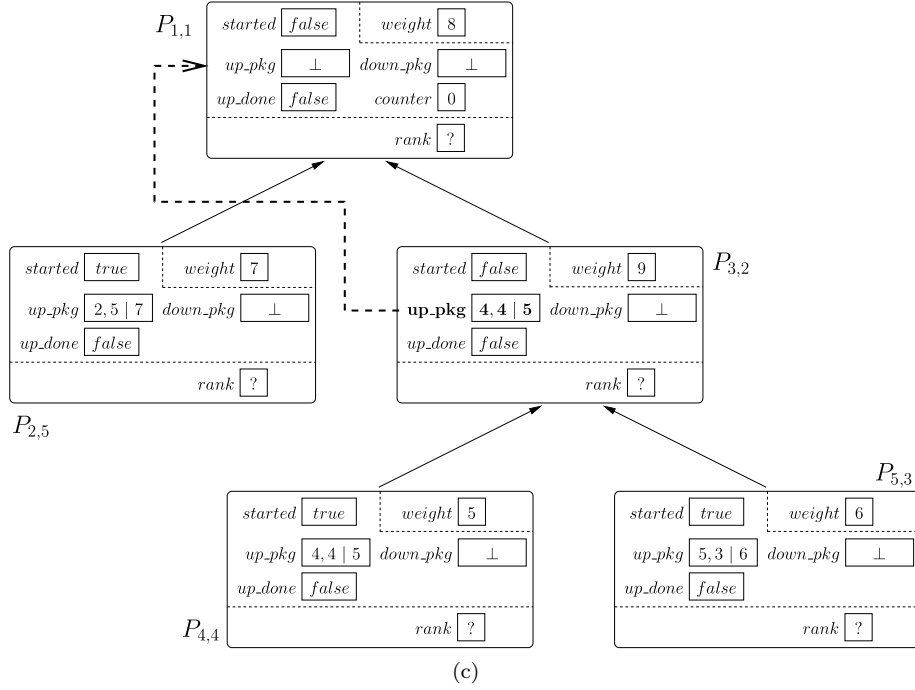 P1,1
started false weight 8
up_pkg ⊥ down_pkg ⊥
up_done false counter 0
rank ?
started true weight 7
up_pkg 2, 5 | 7 down_pkg ⊥
up_done false
rank ?
P2,5
started false weight 9
up_pkg 4, 4 | 5 down_pkg ⊥
up_done false
rank ?
P3,2
started true weight 5
up_pkg 4, 4 | 5 down_pkg ⊥
up_done false
rank ?
P4,4
P5,3
started true weight 6
up_pkg 5, 3 | 6 down_pkg ⊥
up_done false
rank ?
(c)